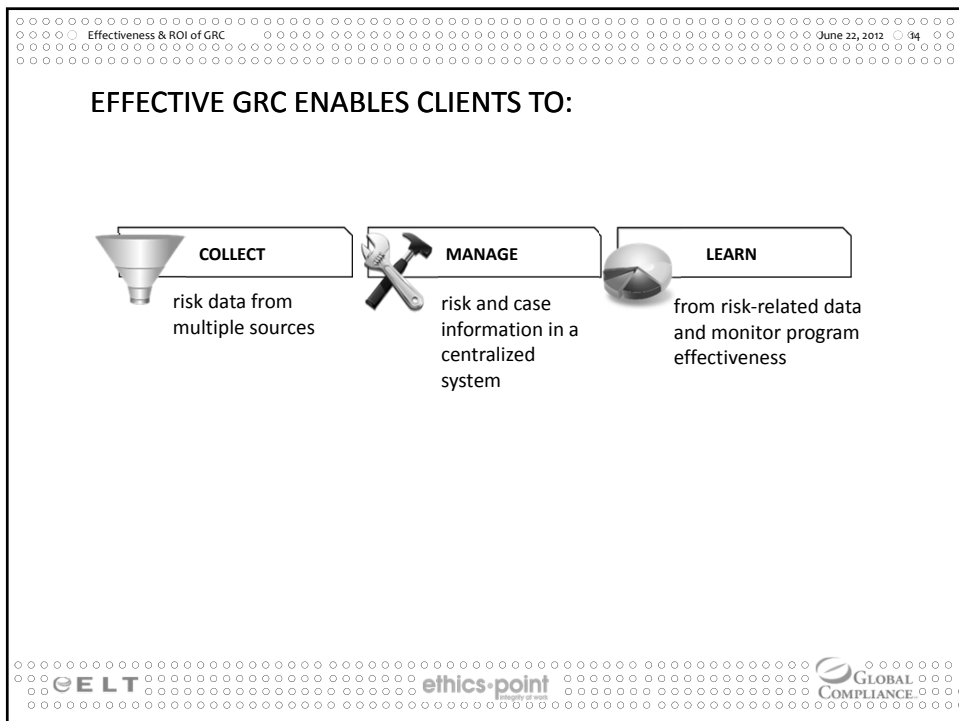 Effectiveness & ROI of GRC
June 22, 2012
14
EFFECTIVE GRC ENABLES CLIENTS TO:
COLLECT
risk data from
multiple sources
MANAGE
risk and case
information in a
centralized
system
LEARN
from risk-related data
and monitor program
effectiveness
ELT
ethics•point
integrity at work
GLOBAL
COMPLIANCE